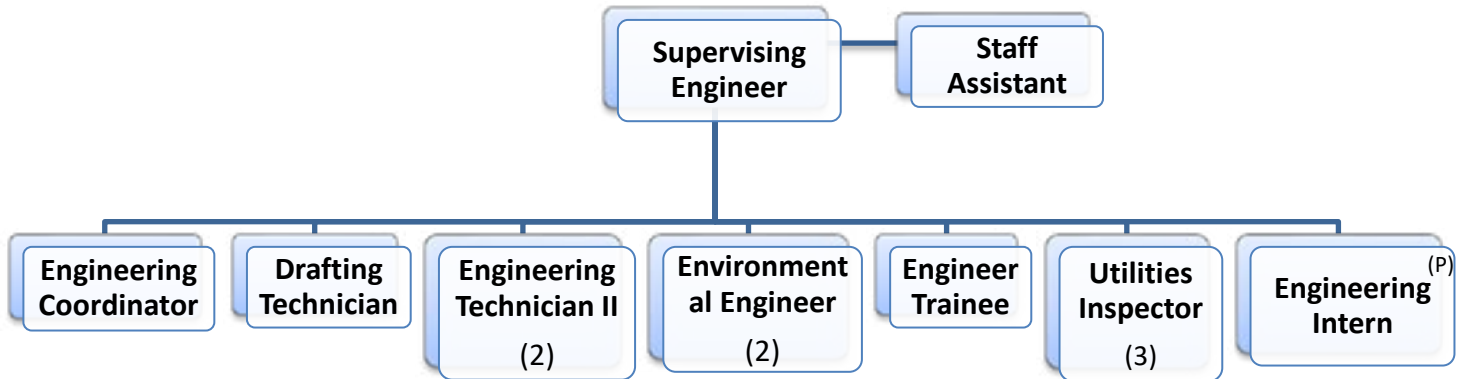 Supervising
Engineer
Staff
Assistant
Engineering
Coordinator
Drafting
Technician
Engineering
Technician II
(2)
Environment
al Engineer
(2)
Engineer
Trainee
Utilities
Inspector
(3)
(P)
Engineering
Intern